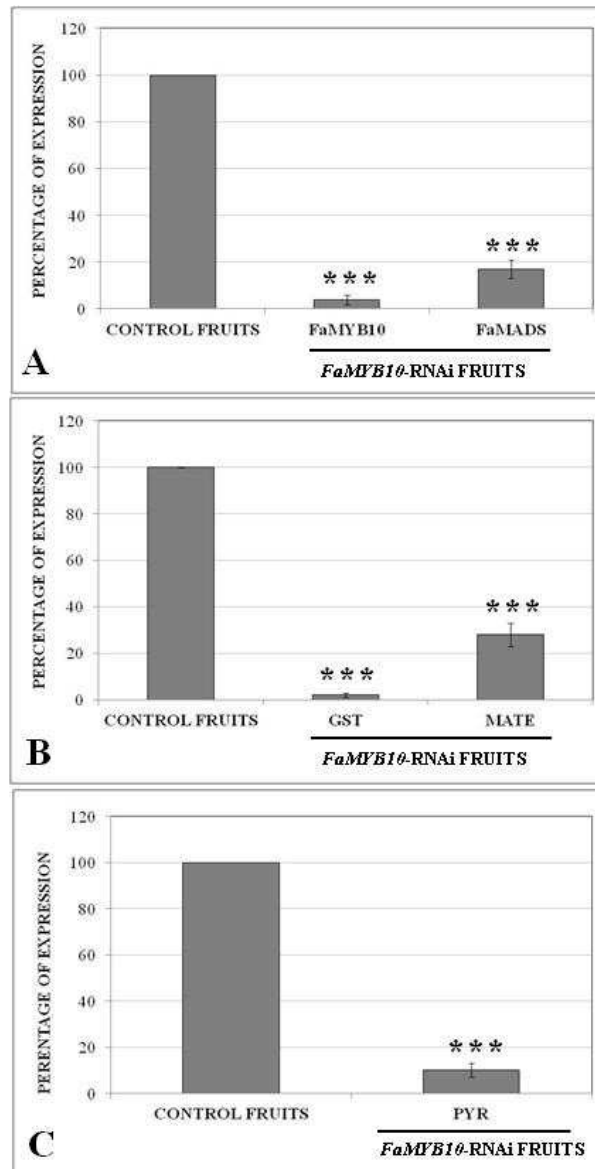 120
100
80
60
40
20
0
PERCENTAGE OF EXPRESSION
***
***
CONTROL FRUITS FaMYB10 FaMADS
FaMYB10-RNAi FRUITS
A
120
100
80
60
40
20
0
PERCENTAGE OF EXPRESSION
***
***
CONTROL FRUITS GST MATE
FaMYB10-RNAi FRUITS
B
120
100
80
60
40
20
0
PERENTAGE OF EXPRESSION
***
CONTROL FRUITS PYR
FaMYB10-RNAi FRUITS
C